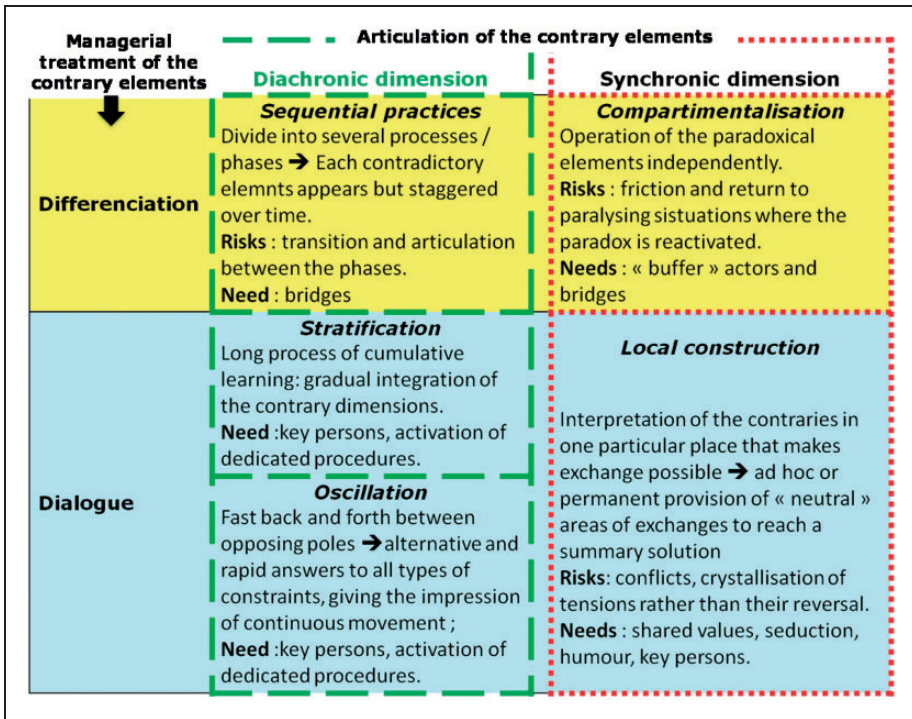 Managerial
treatment of the
contrary elements
Articulation of the contrary elements
Diachronic dimension
Synchronic dimension
Differenciation
Sequential practices
Divide into several processes /
phases ➔ Each contradictory
elemnts appears but staggered
over time.
Risks : transition and articulation
between the phases.
Need : bridges
Compartimentalisation
Operation of the paradoxical
elements independently.
Risks : friction and return to
paralysing sistuations where the
paradox is reactivated.
Needs : « buffer » actors and
bridges
Dialogue
Stratification
Long process of cumulative
learning: gradual integration of
the contrary dimensions.
Need :key persons, activation of
dedicated procedures.
Oscillation
Fast back and forth between
opposing poles ➔alternative and
rapid answers to all types of
constraints, giving the impression
of continuous movement ;
Need :key persons, activation of
dedicated procedures.
Local construction
Interpretation of the contraries in
one particular place that makes
exchange possible ➔ ad hoc or
permanent provision of « neutral »
areas of exchanges to reach a
summary solution
Risks: conflicts, crystallisation of
tensions rather than their reversal.
Needs : shared values, seduction,
humour, key persons.